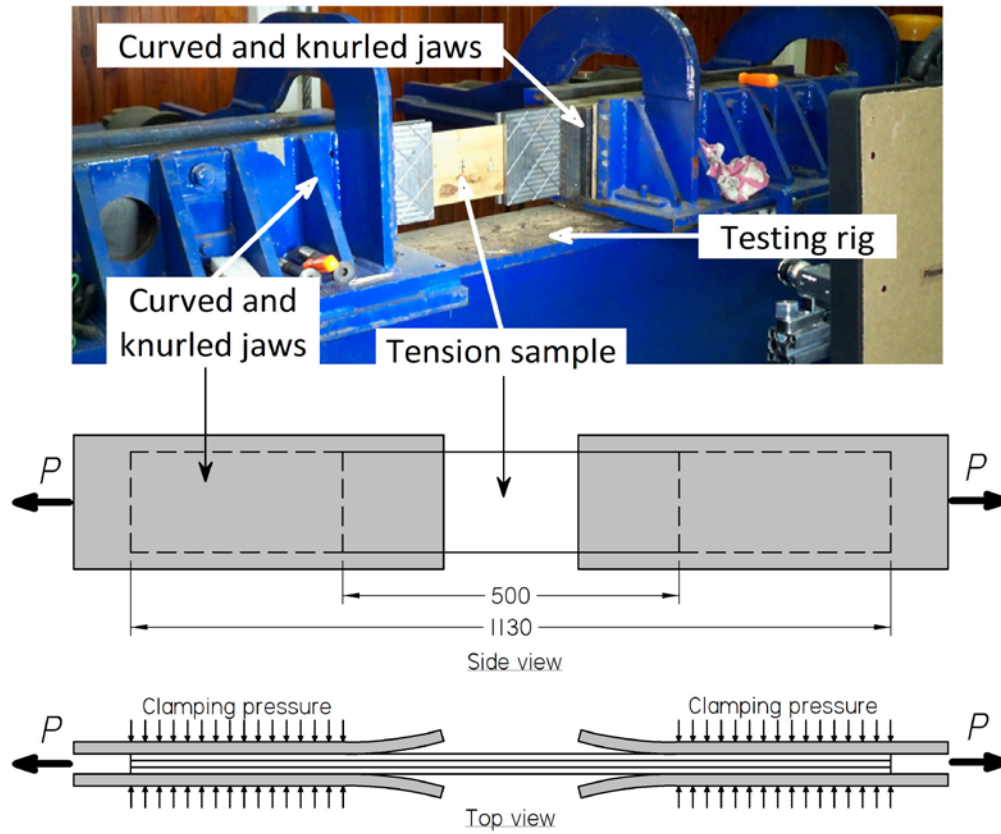 Curved and knurled jaws
Testing rig
Curved and
knurled jaws
Tension sample
P
P
500
1130
Side view
Clamping pressure
Clamping pressure
P
P
Top view